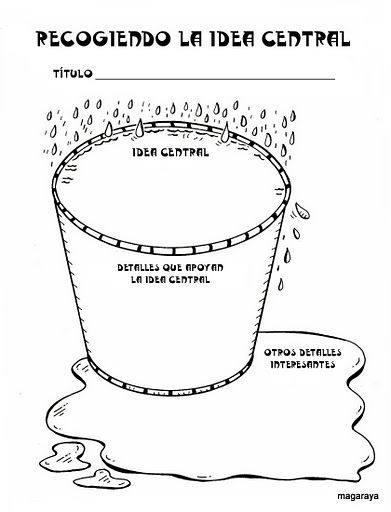 RECOGIENDO LA IDEA CENTRAL
TÍTULO
IDEA CENTRAL
DETALLES QUE APOYAN
LA IDEA CENTRAL
OTROS DETALLES
INTERESANTES
magaraya